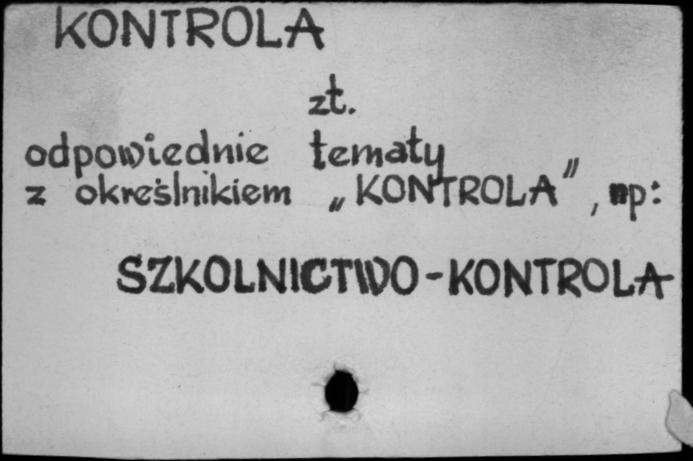 KONTROLA
zt.
odpowiednie tematy
z określnikiem „KONTROLA”, np:
SZKOLNICTWO-KONTROLA